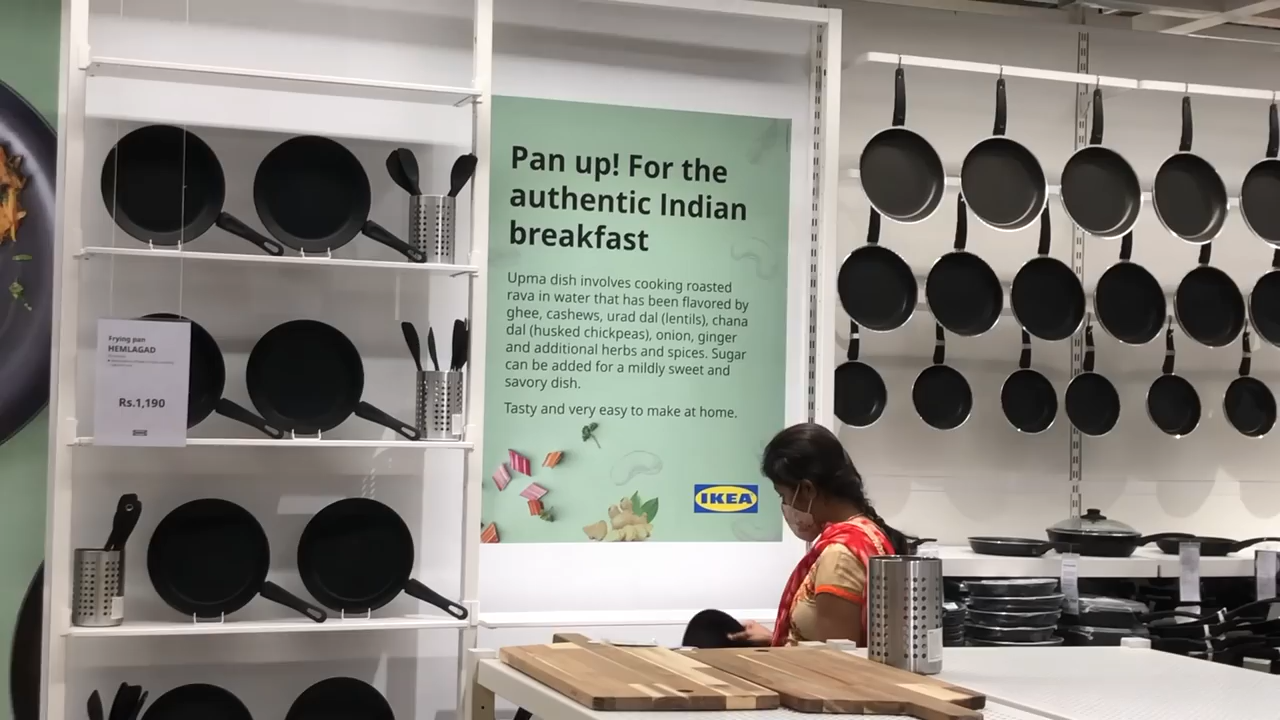 Pan up! For the
authentic Indian
breakfast
Upma dish involves cooking roasted
rava in water that has been flavored by
ghee, cashews, urad dal (lentils), chana
dal (husked chickpeas), onion, ginger
and additional herbs and spices. Sugar
can be added for a mildly sweet and
savory dish.
Tasty and very easy to make at home.
IKEA
Frying pan
HEMLAGAD
Rs.1,190